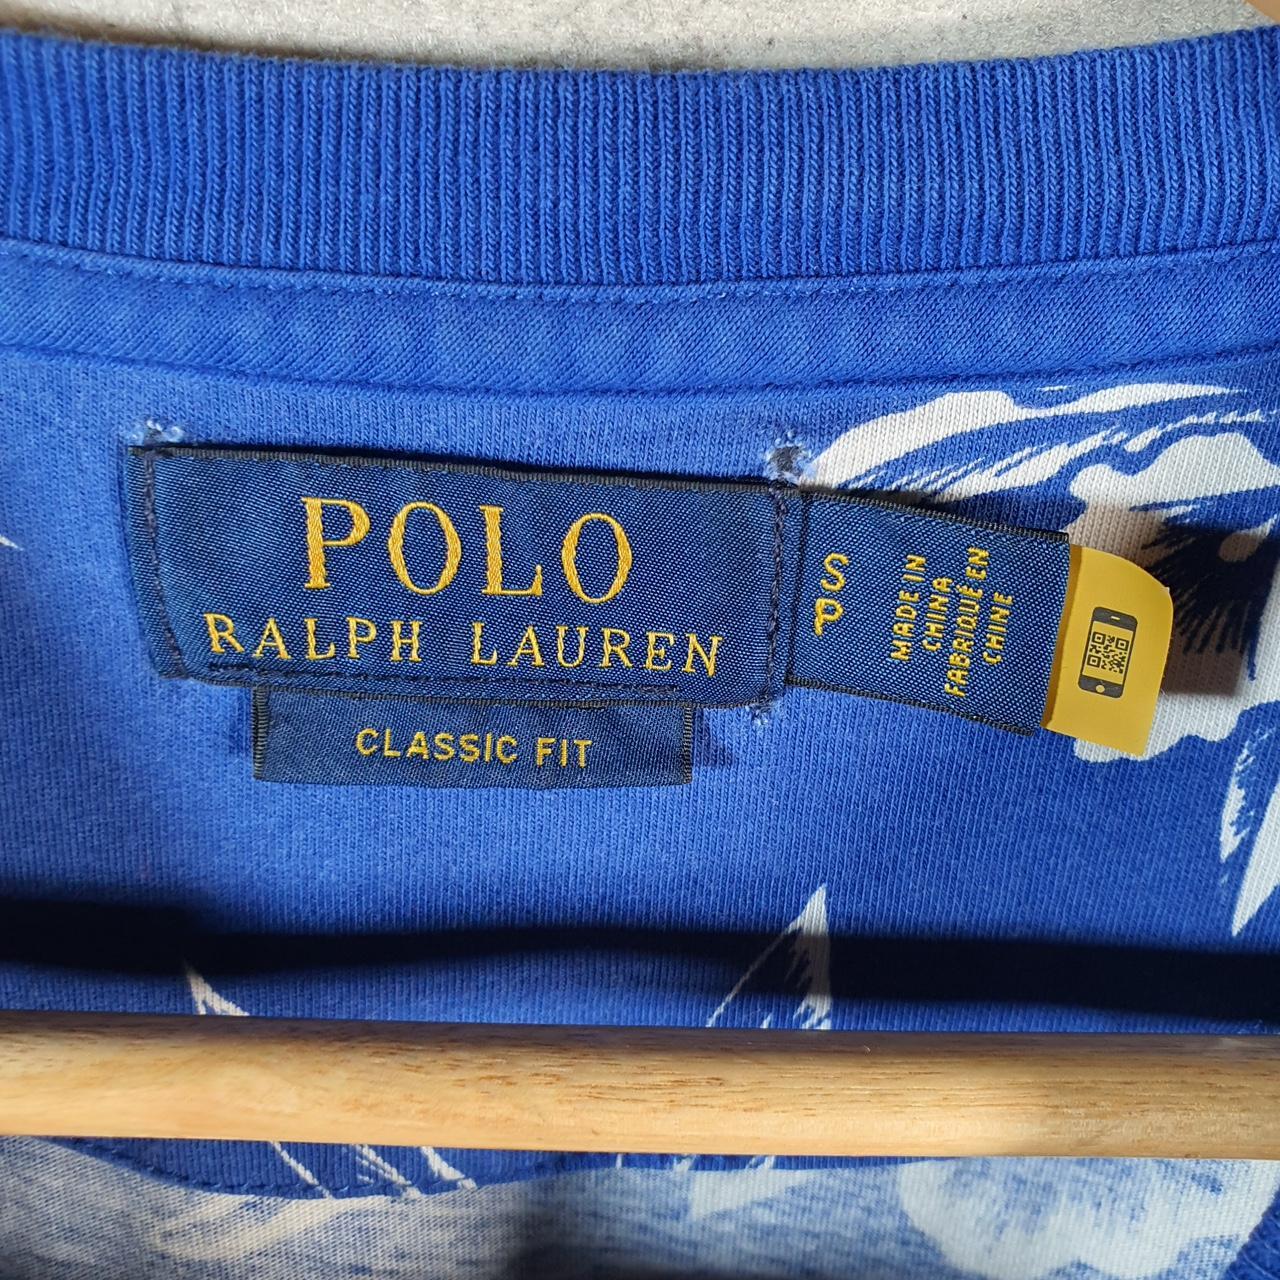 POLO
RALPH LAUREN
CLASSIC FIT
S
P
MADE IN
CHINA
FABRIQUÉ EN
CHINE